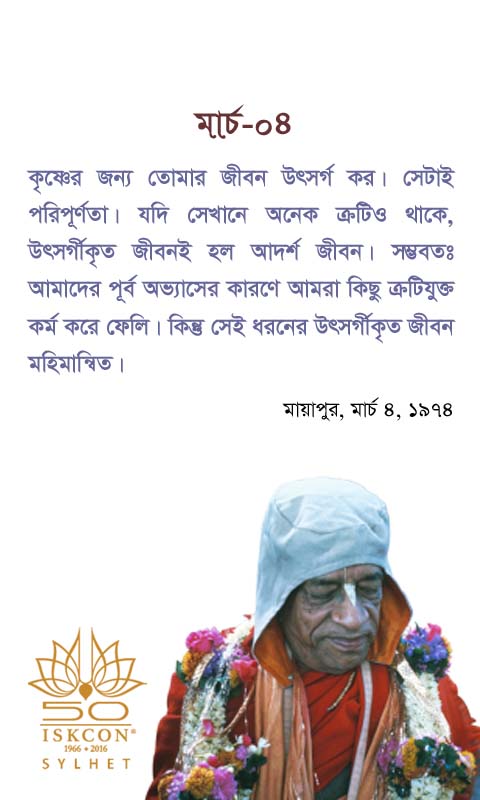 মার্চ-০৪
কৃষ্ণের জন্য তোমার জীবন উৎসর্গ কর। সেটাই
পরিপূর্ণতা। যদি সেখানে অনেক ত্রুটিও থাকে,
উৎসর্গীকৃত জীবনই হল আদর্শ জীবন। সম্ভবতঃ
আমাদের পূর্ব অভ্যাসের কারণে আমরা কিছু ত্রুটিযুক্ত
কর্ম করে ফেলি। কিন্তু সেই ধরনের উৎসর্গীকৃত জীবন
মহিমান্বিত।
মায়াপুর, মার্চ ৪, ১৯৭৪
50
ISKCON®
1966 • 2016
SYLHET